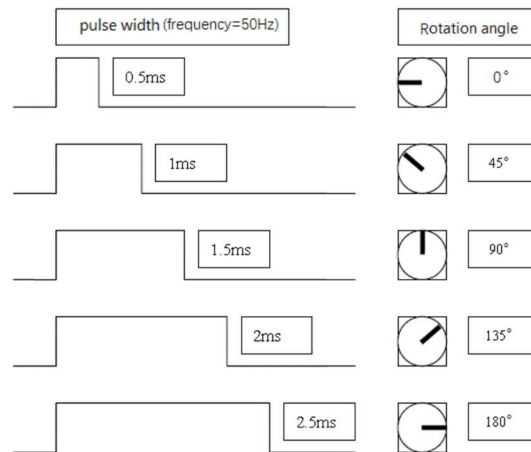 pulse width (frequency=50Hz)
Rotation angle
0.5ms
0°
1ms
45°
1.5ms
90°
2ms
135°
2.5ms
180°